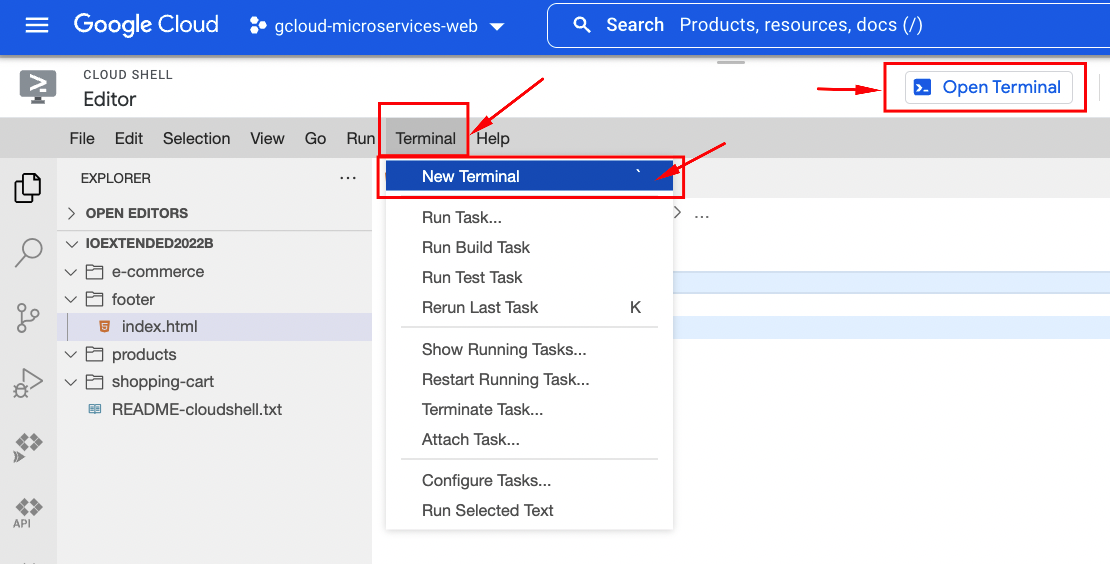 Google Cloud gcloud-microservices-web Search Products, resources, docs (/)
CLOUD SHELL
Editor
Open Terminal
File Edit Selection View Go Run Terminal Help
EXPLORER ...
OPEN EDITORS
IOEXTENDED2022B
e-commerce
footer
index.html
products
shopping-cart
README-cloudshell.txt
API
New Terminal `
Run Task...
Run Build Task
Run Test Task
Rerun Last Task K
Show Running Tasks...
Restart Running Task...
Terminate Task...
Attach Task...
Configure Tasks...
Run Selected Text
...